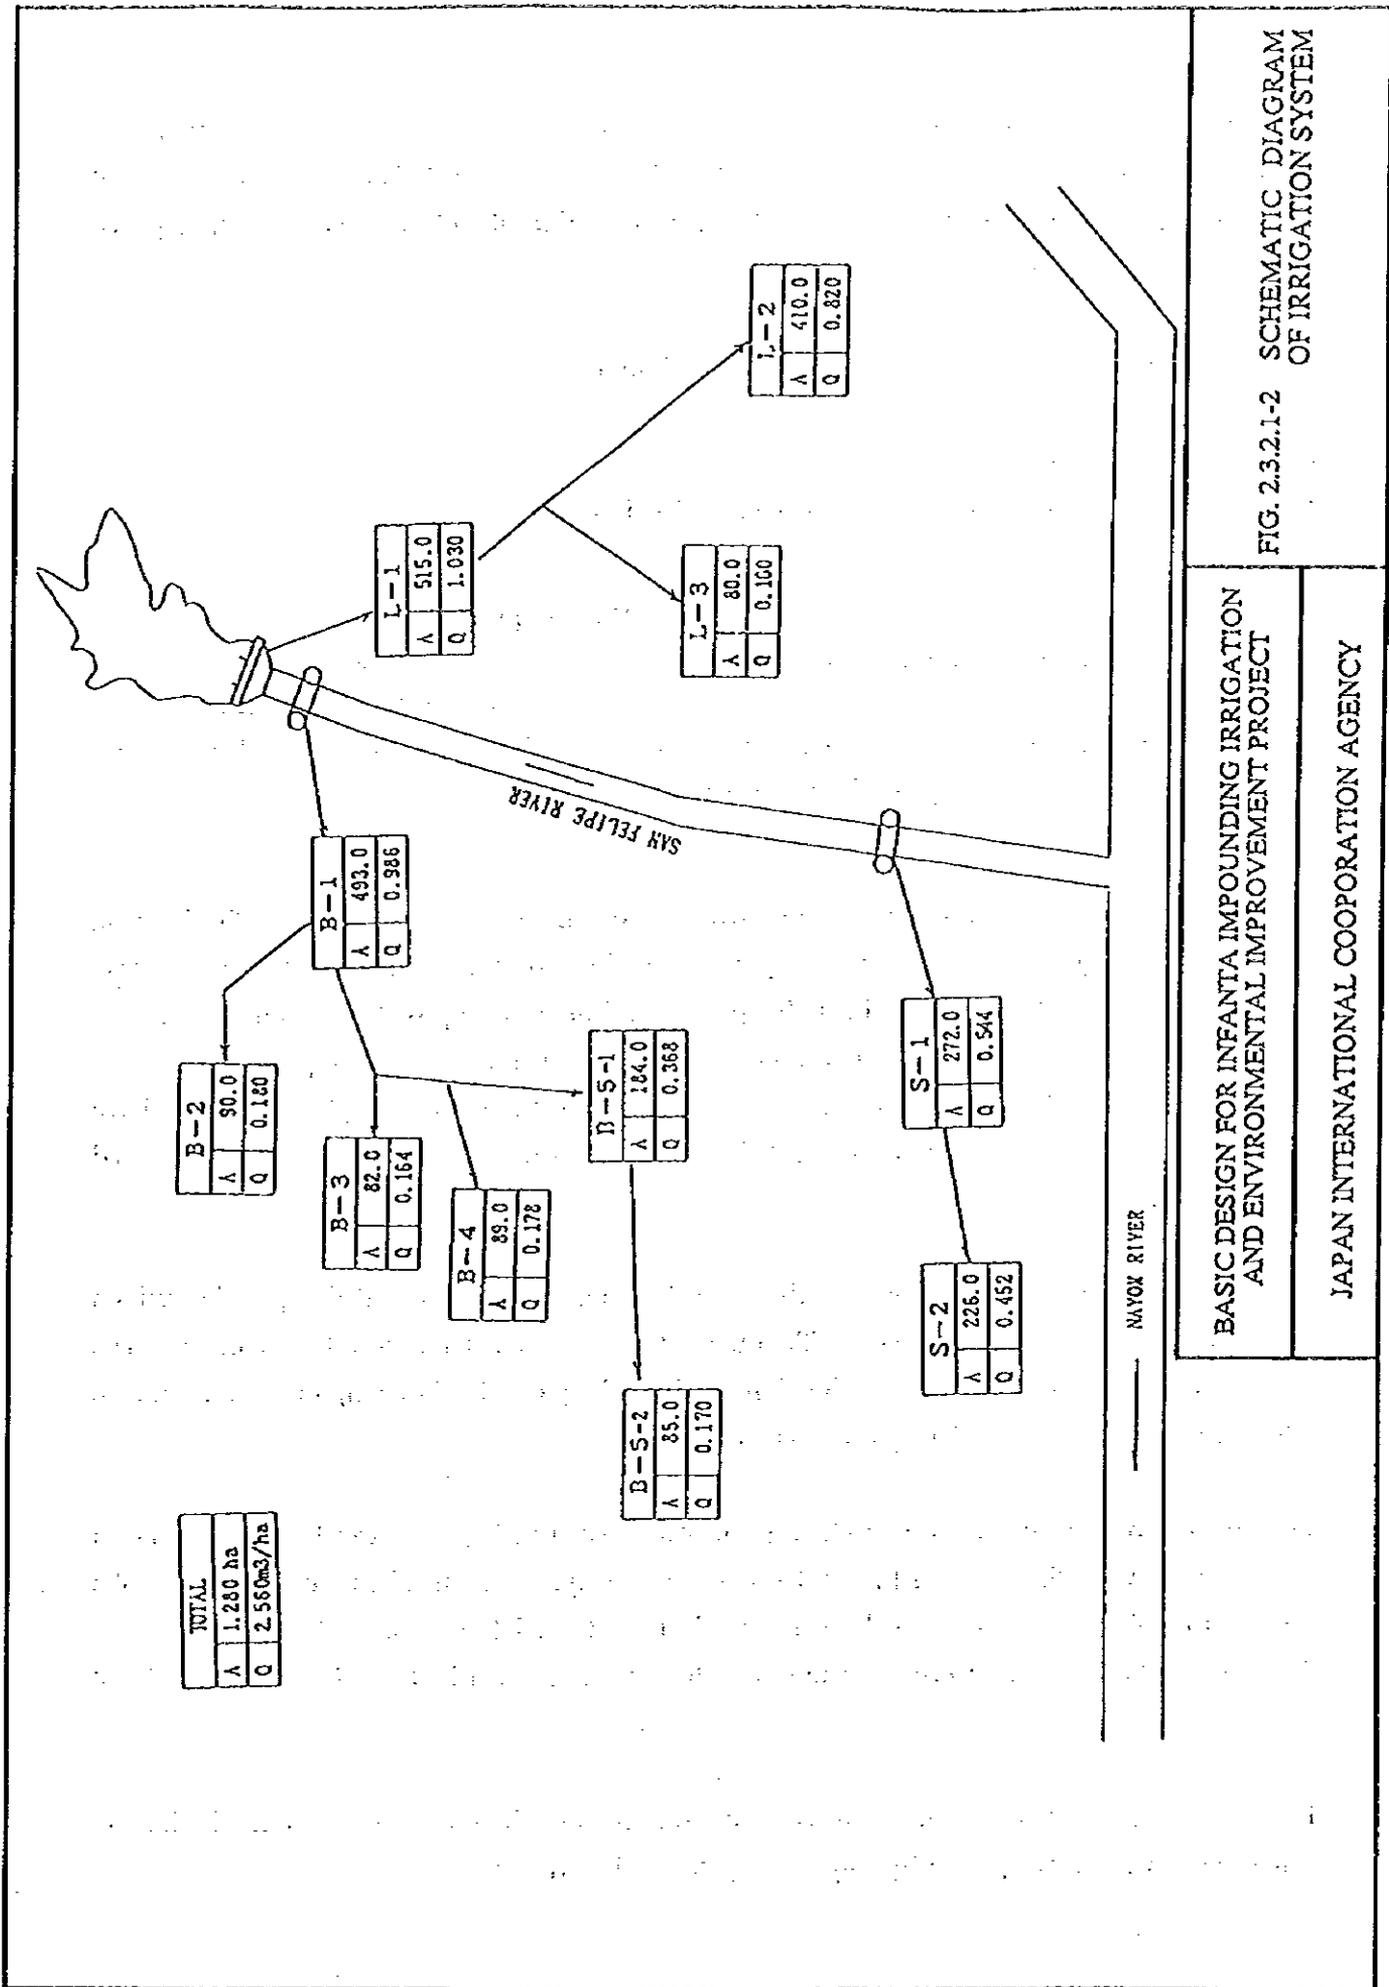 TOTAL
A 1.280 ha
Q 2.560m3/ha
B-2
A 90.0
Q 0.180
B-1
A 493.0
Q 0.986
B-3
A 82.0
Q 0.164
B-4
A 89.0
Q 0.178
B-5-1
A 184.0
Q 0.368
B-5-2
A 85.0
Q 0.170
L-1
A 515.0
Q 1.030
L-3
A 80.0
Q 0.160
L-2
A 410.0
Q 0.820
SAN FELIPE RIVER
S-1
A 272.0
Q 0.544
S-2
A 226.0
Q 0.452
NAYOM RIVER
BASIC DESIGN FOR INFANTA IMPOUNDING IRRIGATION
AND ENVIRONMENTAL IMPROVEMENT PROJECT
JAPAN INTERNATIONAL COOPORATION AGENCY
FIG. 2.3.2.1-2 SCHEMATIC DIAGRAM
OF IRRIGATION SYSTEM